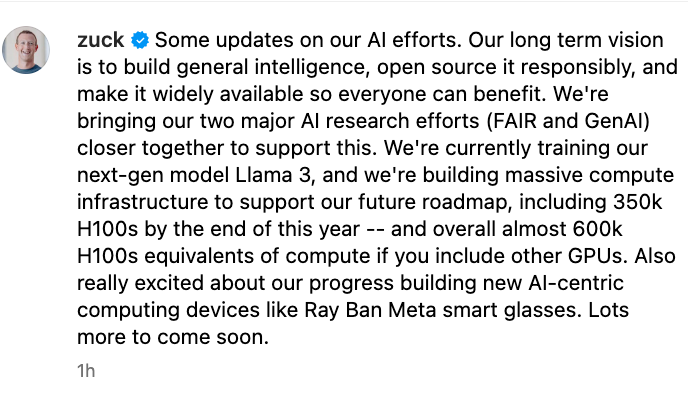 zuck Some updates on our AI efforts. Our long term vision
is to build general intelligence, open source it responsibly, and
make it widely available so everyone can benefit. We're
bringing our two major AI research efforts (FAIR and GenAI)
closer together to support this. We're currently training our
next-gen model Llama 3, and we're building massive compute
infrastructure to support our future roadmap, including 350k
H100s by the end of this year -- and overall almost 600k
H100s equivalents of compute if you include other GPUs. Also
really excited about our progress building new AI-centric
computing devices like Ray Ban Meta smart glasses. Lots
more to come soon.
1h